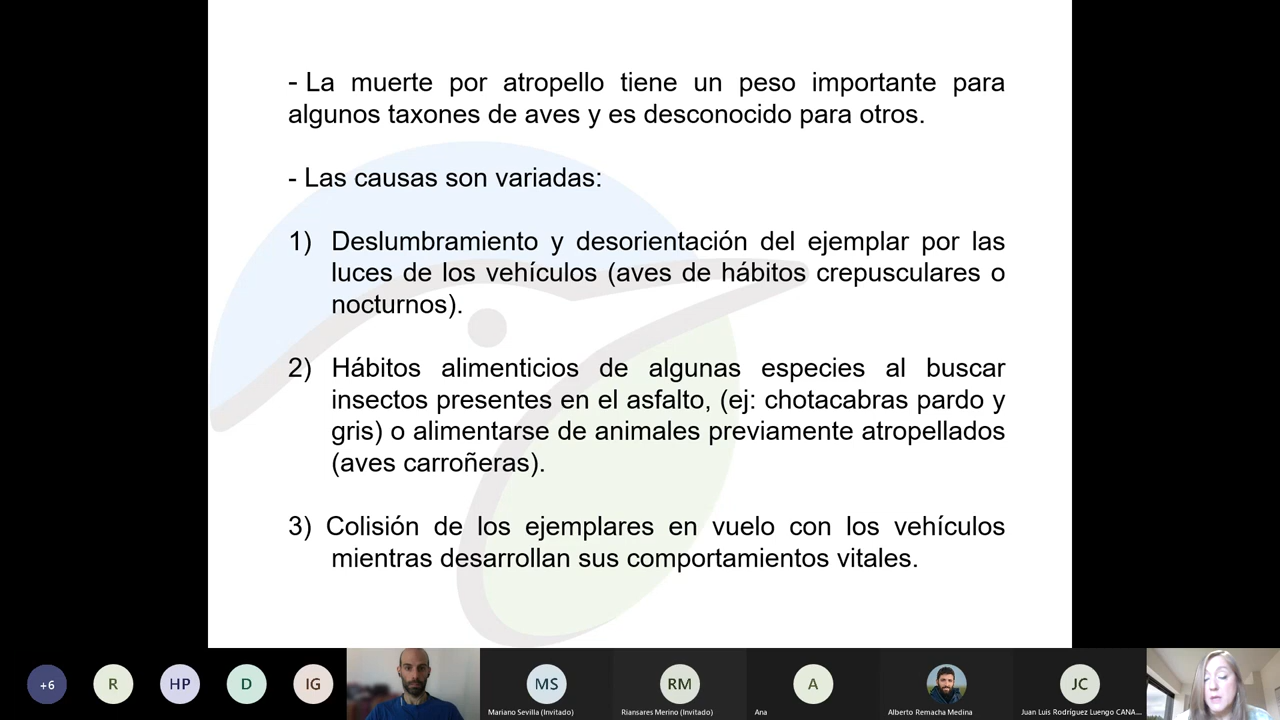 - La muerte por atropello tiene un peso importante para
algunos taxones de aves y es desconocido para otros.
- Las causas son variadas:
1) Deslumbramiento y desorientación del ejemplar por las
luces de los vehículos (aves de hábitos crepusculares o
nocturnos).
2) Hábitos alimenticios de algunas especies al buscar
insectos presentes en el asfalto, (ej: chotacabras pardo y
gris) o alimentarse de animales previamente atropellados
(aves carroñeras).
3) Colisión de los ejemplares en vuelo con los vehículos
mientras desarrollan sus comportamientos vitales.
+6
R
HP
D
IG
MS
RM
A
JC
Mariano Sevilla (Invitado)
Riansares Merino (Invitado)
Ana
Alberto Remacha Medina
Juan Luis Rodríguez Luengo CANA...